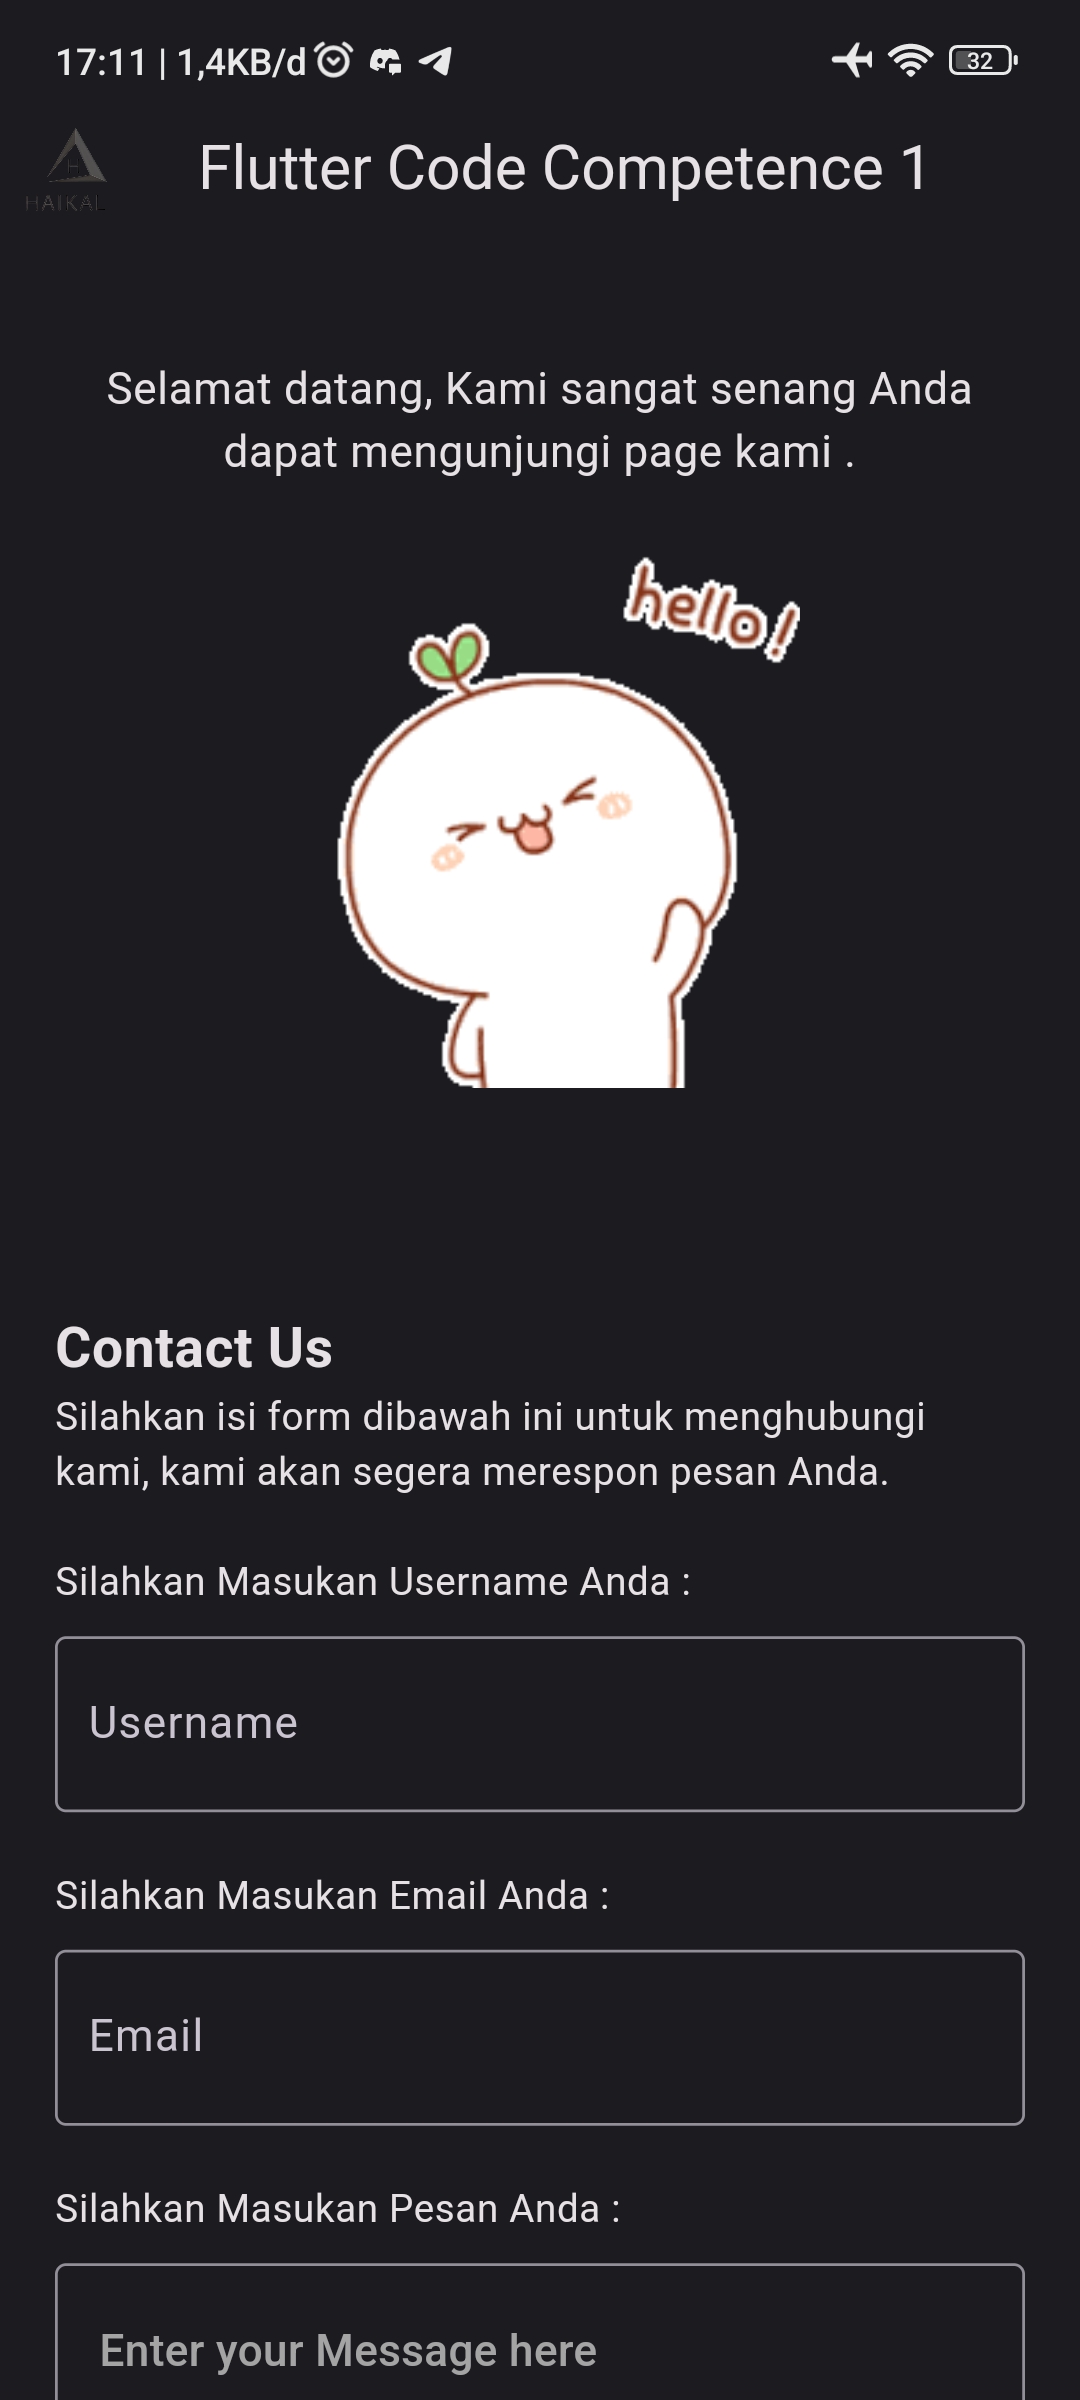 17:11 | 1,4KB/d
32
HAIKAL
Flutter Code Competence 1
Selamat datang, Kami sangat senang Anda
dapat mengunjungi page kami .
hello!
Contact Us
Silahkan isi form dibawah ini untuk menghubungi
kami, kami akan segera merespon pesan Anda.
Silahkan Masukan Username Anda :
Username
Silahkan Masukan Email Anda :
Email
Silahkan Masukan Pesan Anda :
Enter your Message here